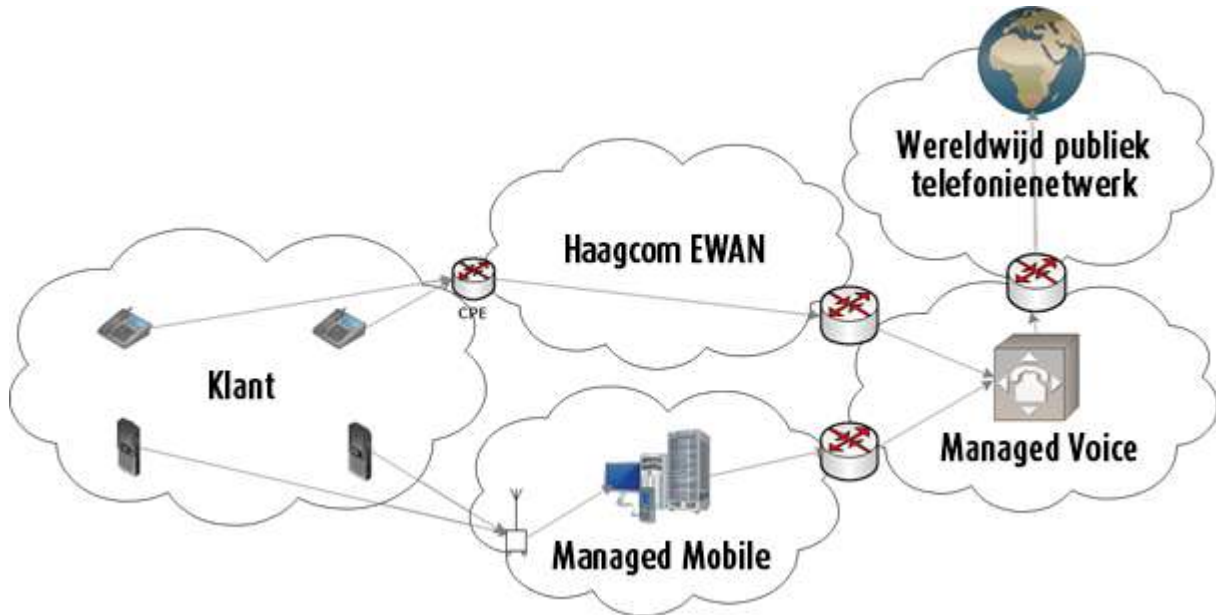 Wereldwijd publiek
telefonienetwerk
Haagcom EWAN
CPE
Klant
Managed Voice
Managed Mobile